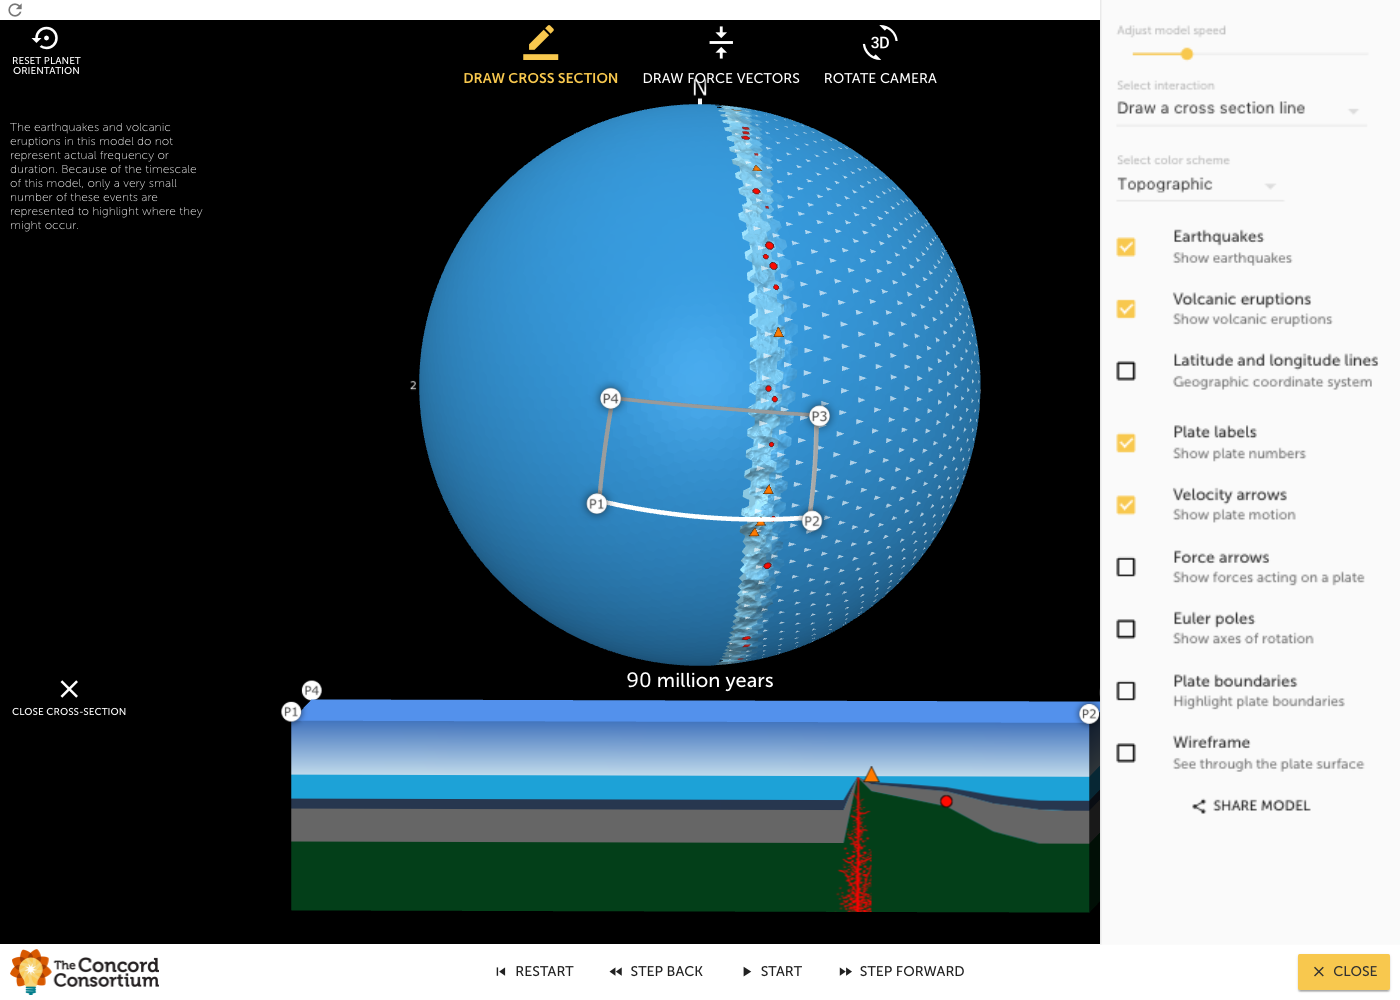 RESET PLANET
ORIENTATION
DRAW CROSS SECTION
DRAW FORCE VECTORS
3D
ROTATE CAMERA
N
The earthquakes and volcanic
eruptions in this model do not
represent actual frequency or
duration. Because of the timescale
of this model, only a very small
number of these events are
represented to highlight where they
might occur.
2
P4
P3
P1
P2
90 million years
CLOSE CROSS-SECTION
P4
P1
P2
Adjust model speed
Select interaction
Draw a cross section line
Select color scheme
Topographic
Earthquakes
Show earthquakes
Volcanic eruptions
Show volcanic eruptions
Latitude and longitude lines
Geographic coordinate system
Plate labels
Show plate numbers
Velocity arrows
Show plate motion
Force arrows
Show forces acting on a plate
Euler poles
Show axes of rotation
Plate boundaries
Highlight plate boundaries
Wireframe
See through the plate surface
SHARE MODEL
The Concord
Consortium
RESTART
STEP BACK
START
STEP FORWARD
CLOSE